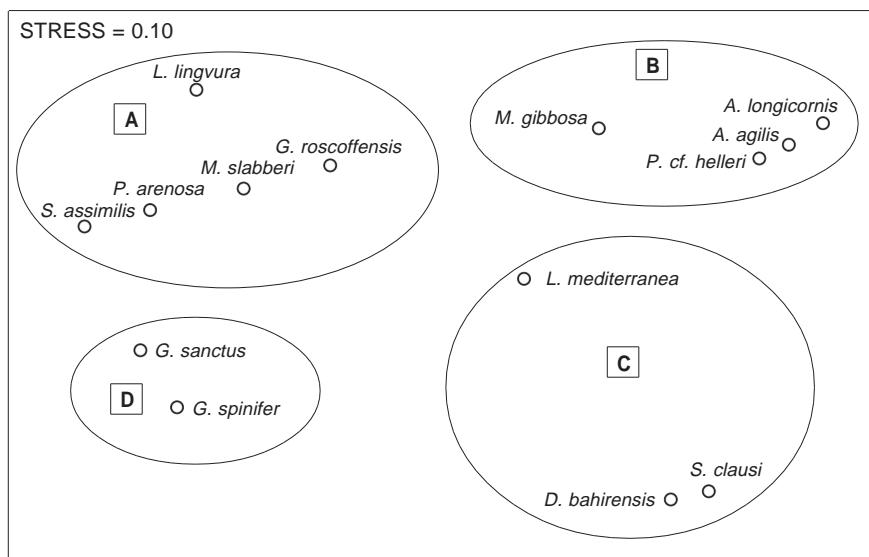 STRESS = 0.10
L. lingvura
A
G. roscoffensis
M. slabberi
P. arenosa
S. assimilis
B
A. longicornis
M. gibbosa
A. agilis
P. cf. helleri
L. mediterranea
C
S. clausi
D. bahirensis
G. sanctus
D
G. spinifer